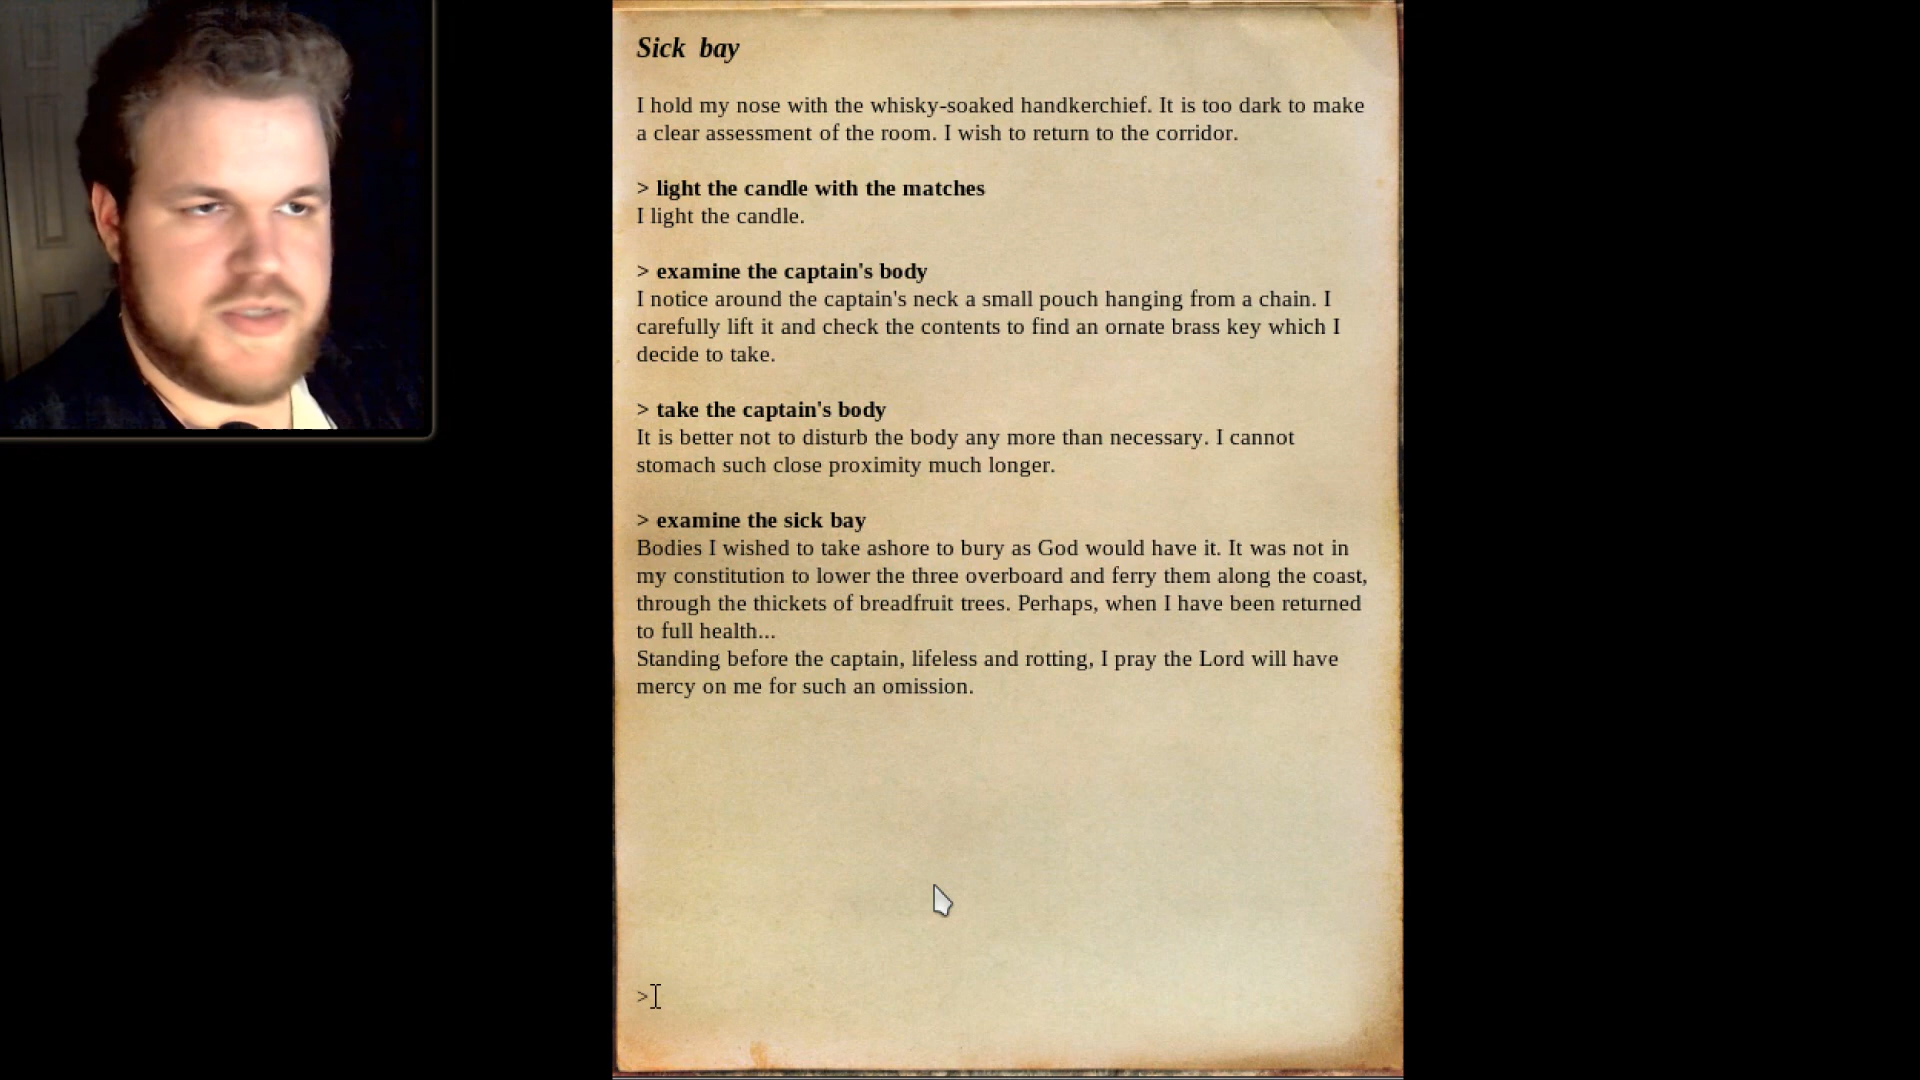 Sick bay
I hold my nose with the whisky-soaked handkerchief. It is too dark to make
a clear assessment of the room. I wish to return to the corridor.
> light the candle with the matches
I light the candle.
> examine the captain's body
I notice around the captain's neck a small pouch hanging from a chain. I
carefully lift it and check the contents to find an ornate brass key which I
decide to take.
> take the captain's body
It is better not to disturb the body any more than necessary. I cannot
stomach such close proximity much longer.
> examine the sick bay
Bodies I wished to take ashore to bury as God would have it. It was not in
my constitution to lower the three overboard and ferry them along the coast,
through the thickets of breadfruit trees. Perhaps, when I have been returned
to full health...
Standing before the captain, lifeless and rotting, I pray the Lord will have
mercy on me for such an omission.
>